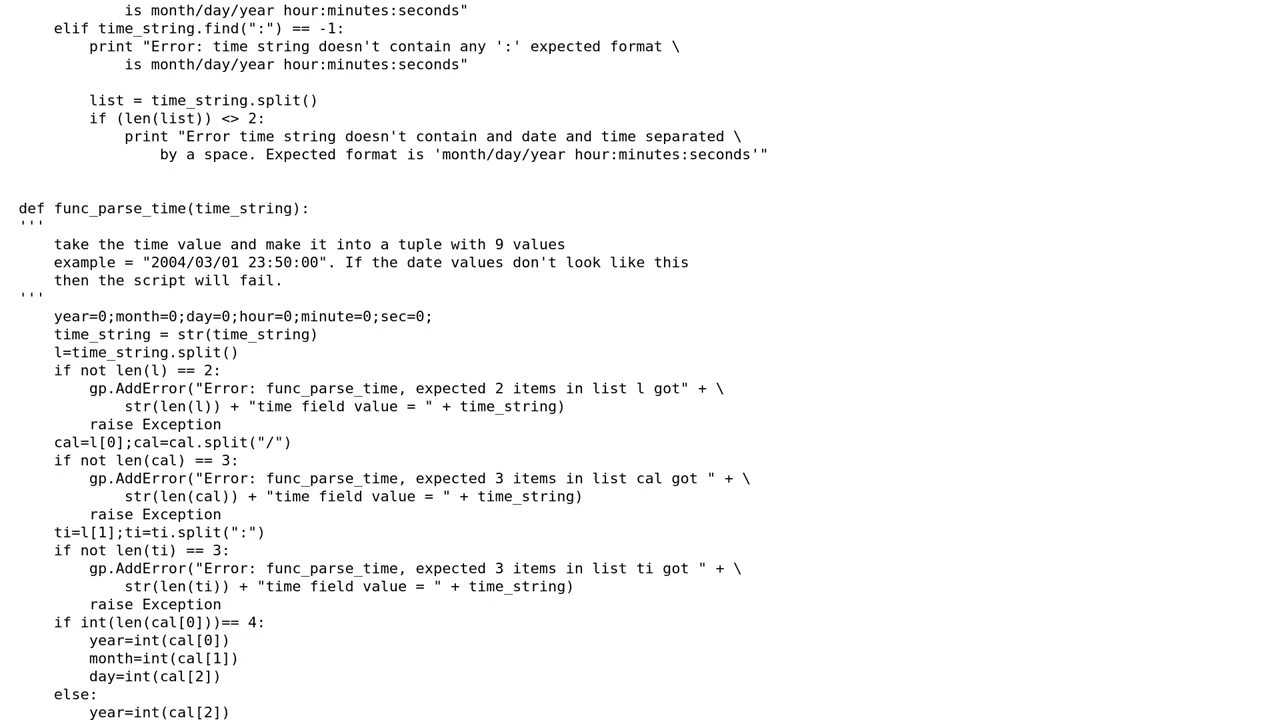 is month/day/year hour:minutes:seconds"
    elif time_string.find(":") == -1:
        print "Error: time string doesn't contain any ':' expected format \
            is month/day/year hour:minutes:seconds"

        list = time_string.split()
        if (len(list)) <> 2:
            print "Error time string doesn't contain and date and time separated \
                by a space. Expected format is 'month/day/year hour:minutes:seconds'"


def func_parse_time(time_string):
'''
    take the time value and make it into a tuple with 9 values
    example = "2004/03/01 23:50:00". If the date values don't look like this
    then the script will fail.
'''
    year=0;month=0;day=0;hour=0;minute=0;sec=0;
    time_string = str(time_string)
    l=time_string.split()
    if not len(l) == 2:
        gp.AddError("Error: func_parse_time, expected 2 items in list l got" + \
            str(len(l)) + "time field value = " + time_string)
        raise Exception
    cal=l[0];cal=cal.split("/")
    if not len(cal) == 3:
        gp.AddError("Error: func_parse_time, expected 3 items in list cal got " + \
            str(len(cal)) + "time field value = " + time_string)
        raise Exception
    ti=l[1];ti=ti.split(":")
    if not len(ti) == 3:
        gp.AddError("Error: func_parse_time, expected 3 items in list ti got " + \
            str(len(ti)) + "time field value = " + time_string)
        raise Exception
    if int(len(cal[0]))== 4:
        year=int(cal[0])
        month=int(cal[1])
        day=int(cal[2])
    else:
        year=int(cal[2])